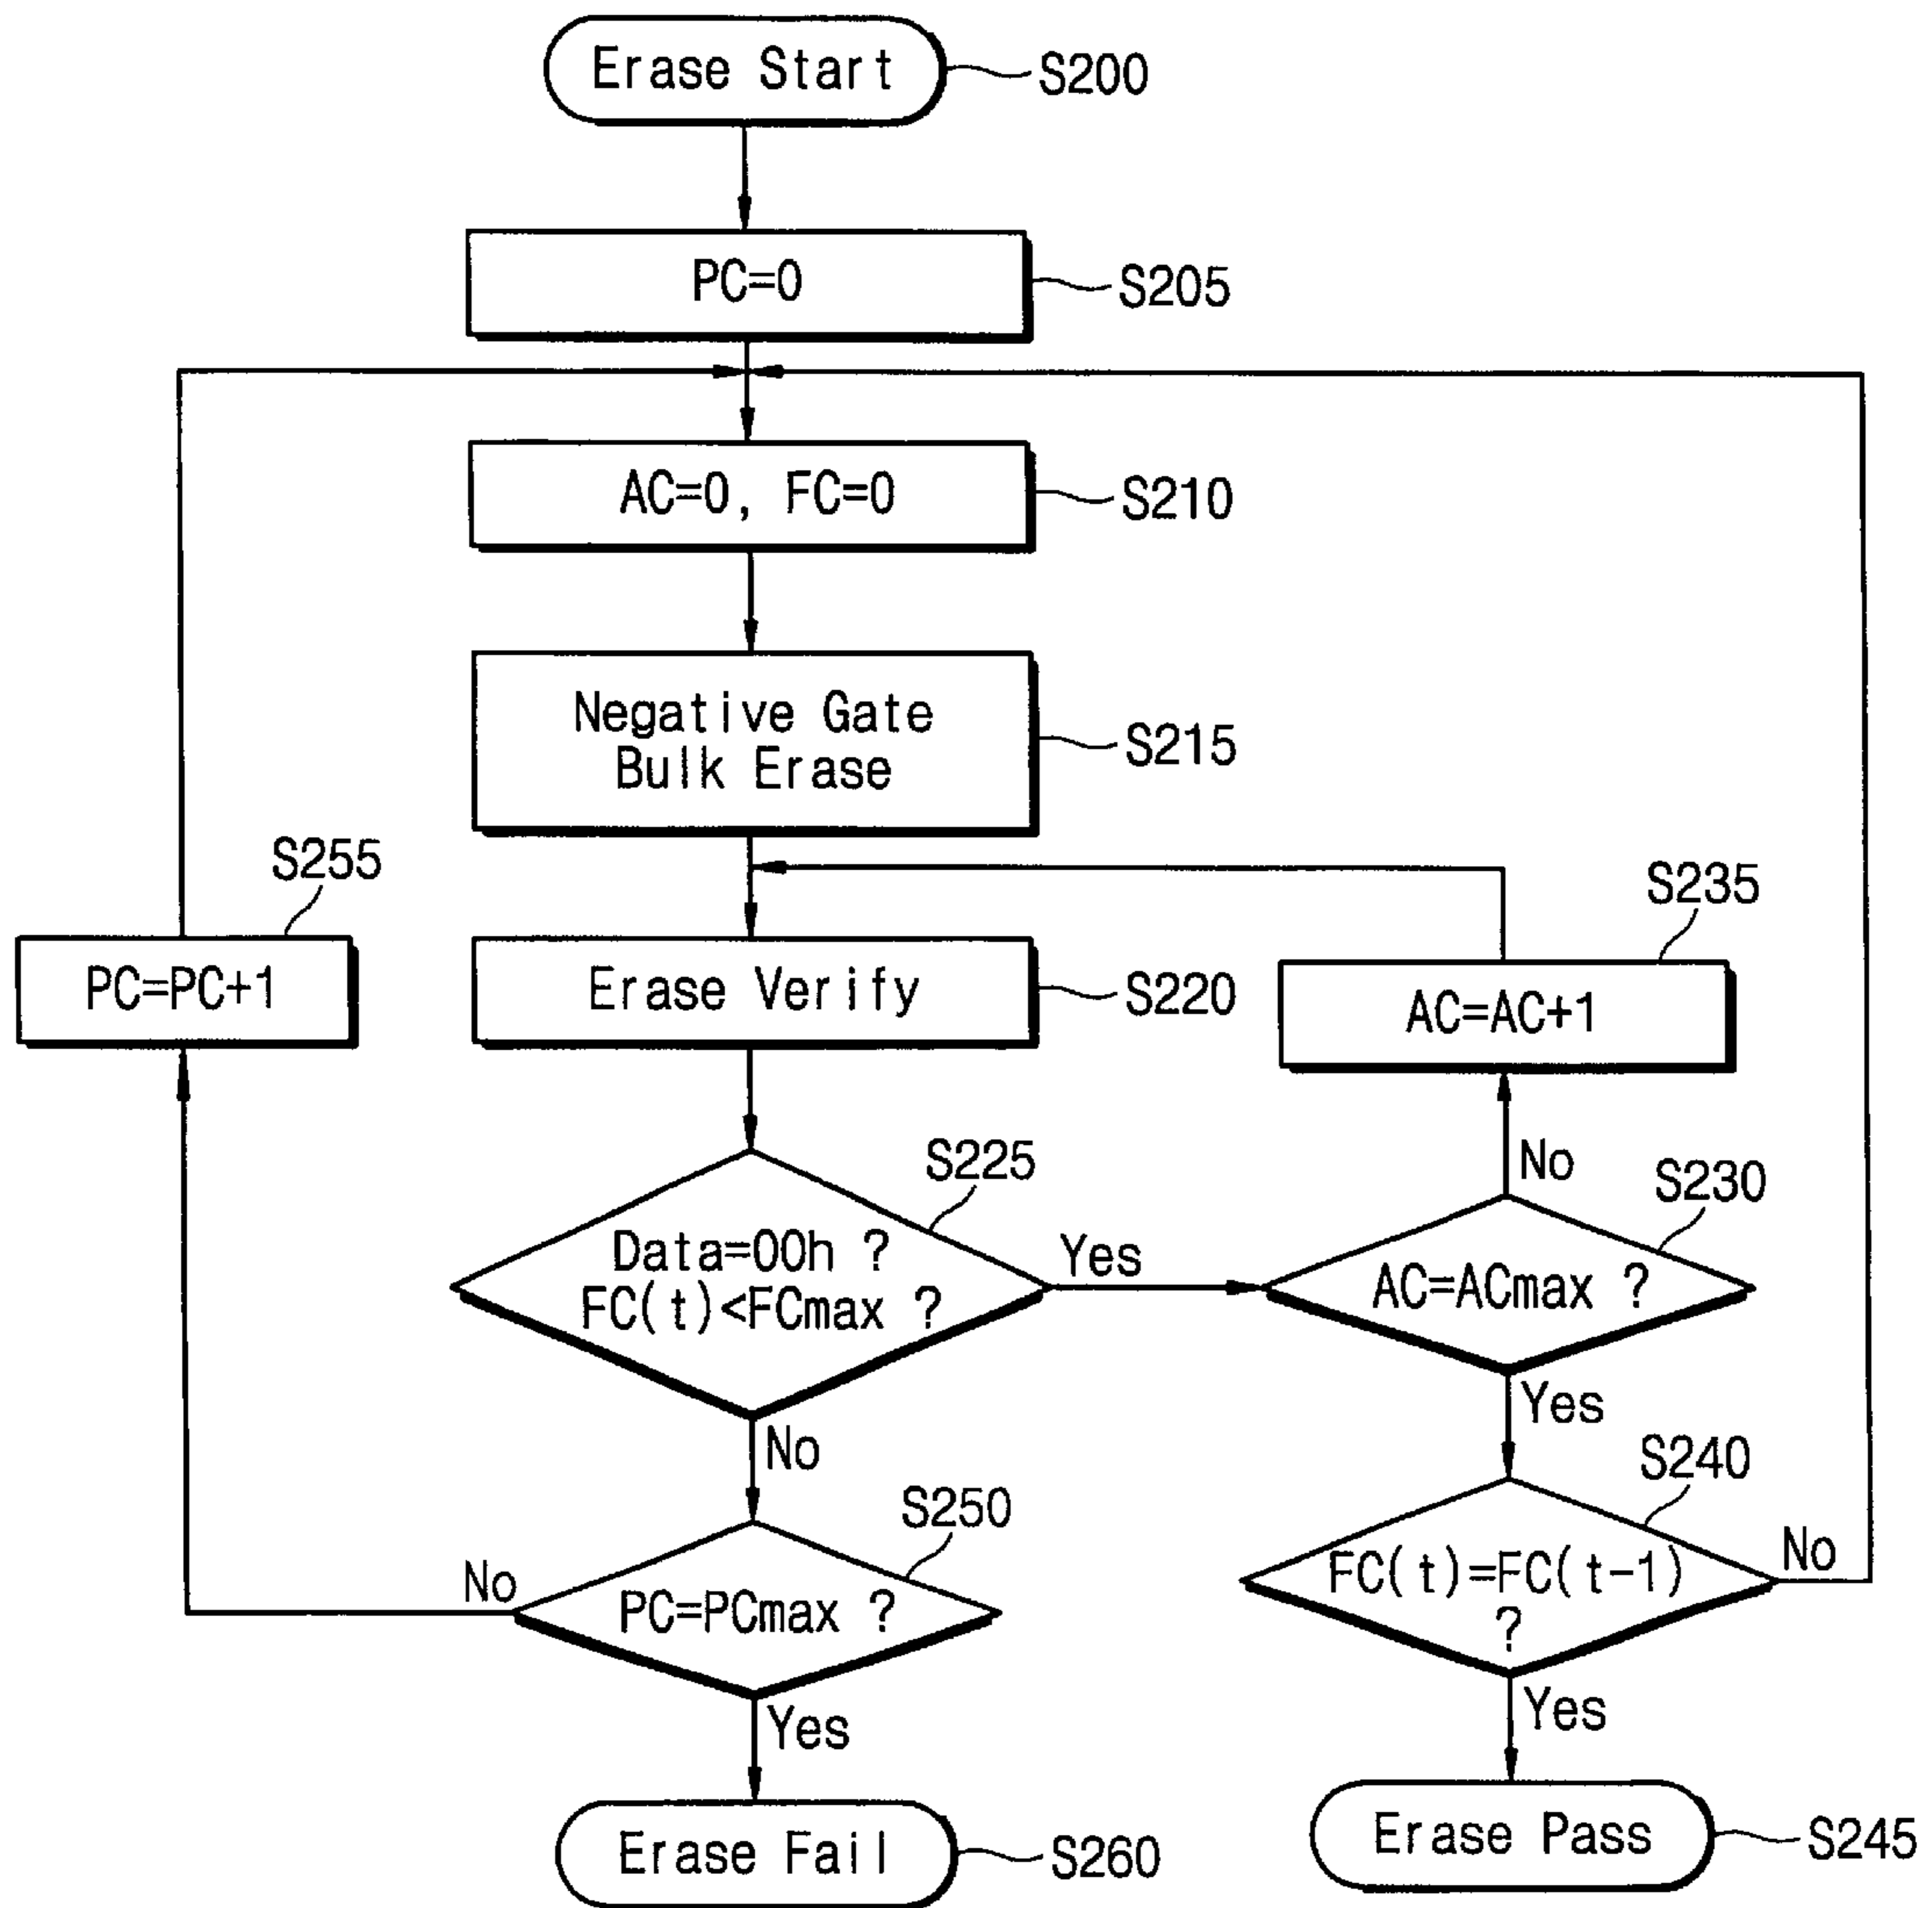 Erase Start
S200
PC=0
S205
AC=0, FC=0
S210
Negative Gate
Bulk Erase
S215
S255
PC=PC+1
Erase Verify
S220
S235
AC=AC+1
S225
Data=00h ?
FC(t)<FCmax ?
Yes
No
No
S230
AC=ACmax ?
Yes
S250
PC=PCmax ?
No
Yes
S240
FC(t)=FC(t-1)
?
No
Yes
Erase Fail
S260
Erase Pass
S245